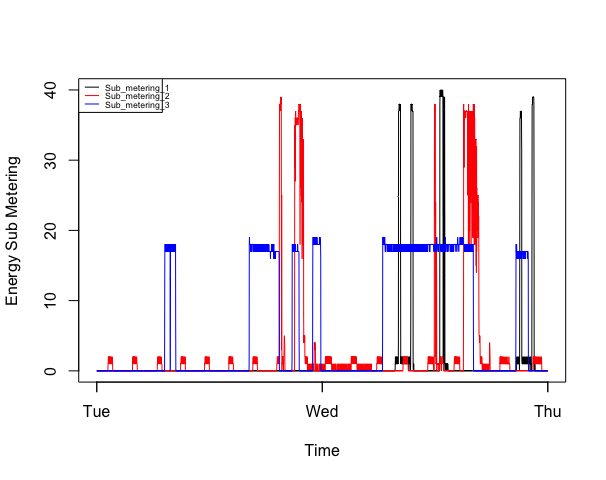 Sub_metering_1
Sub_metering_2
Sub_metering_3
40
30
20
10
0
Energy Sub Metering
Tue Wed Thu
Time